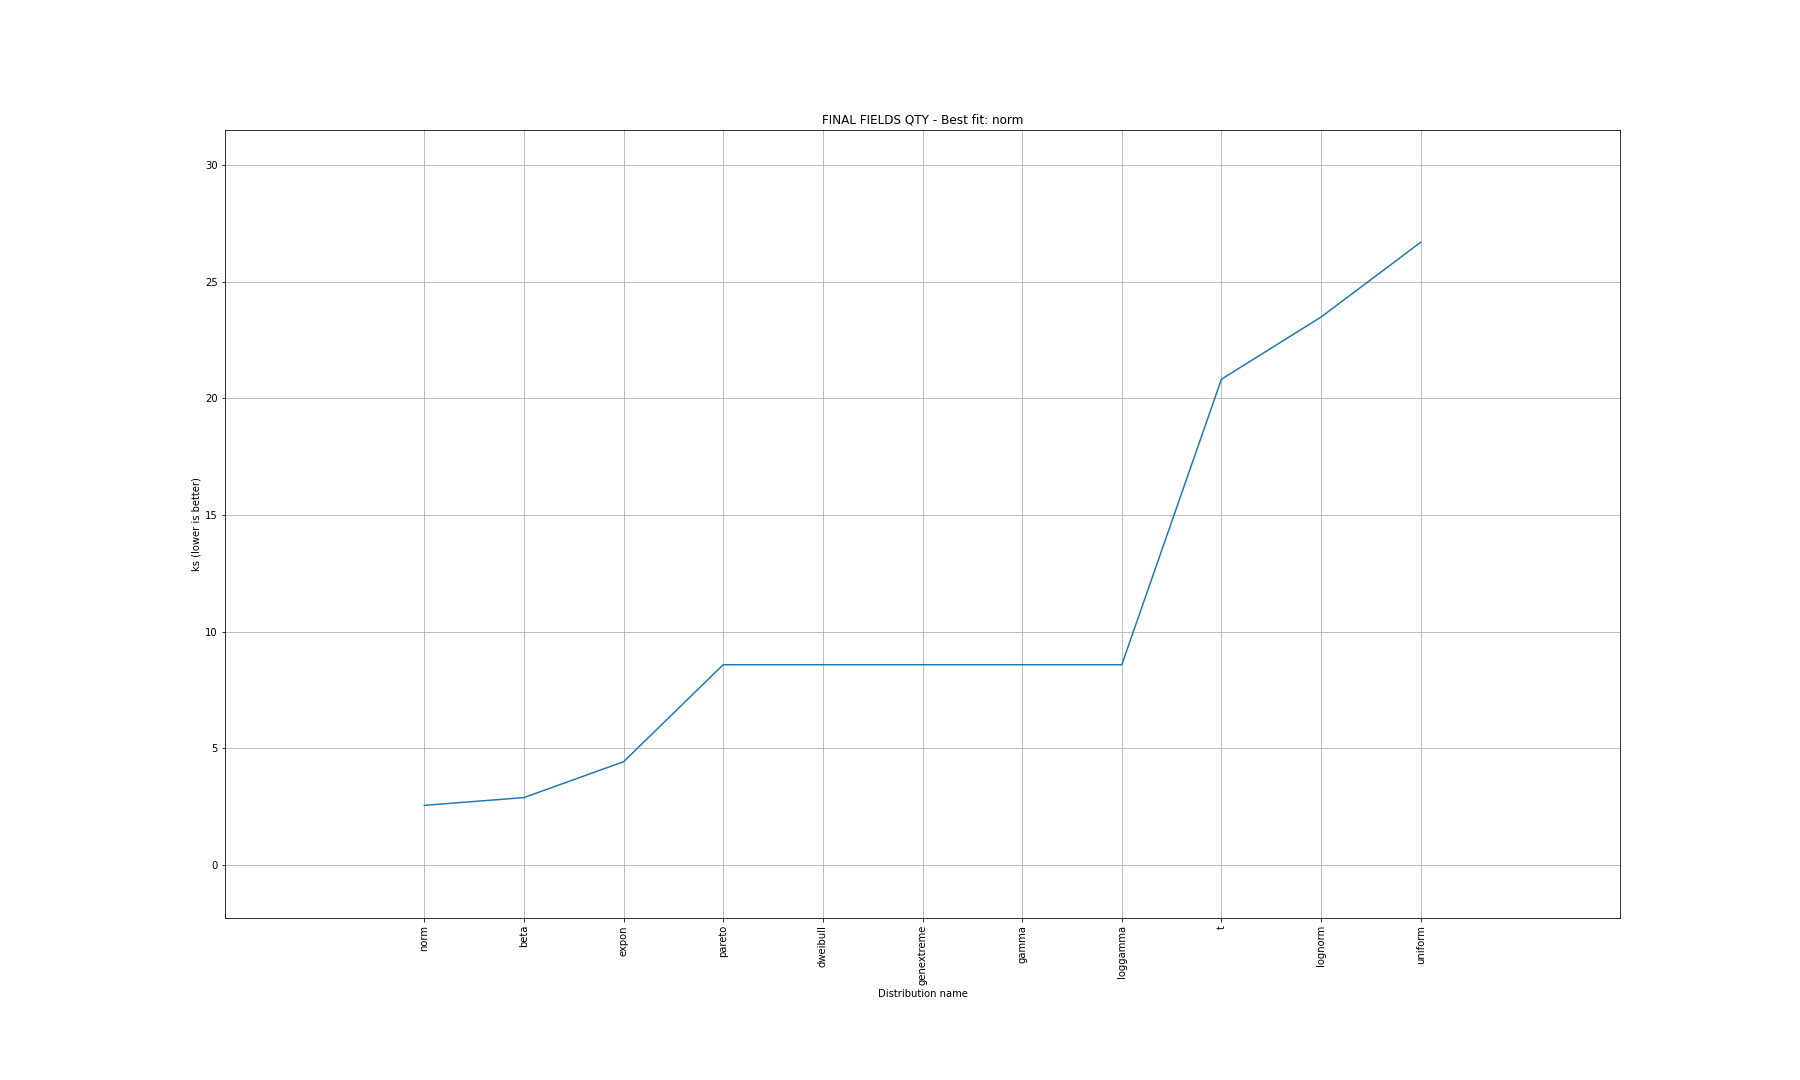 FINAL FIELDS QTY - Best fit: norm
ks (lower is better)
30
25
20
15
10
5
0
norm
beta
expon
pareto
dweibull
genextreme
gamma
loggamma
t
lognorm
uniform
Distribution name